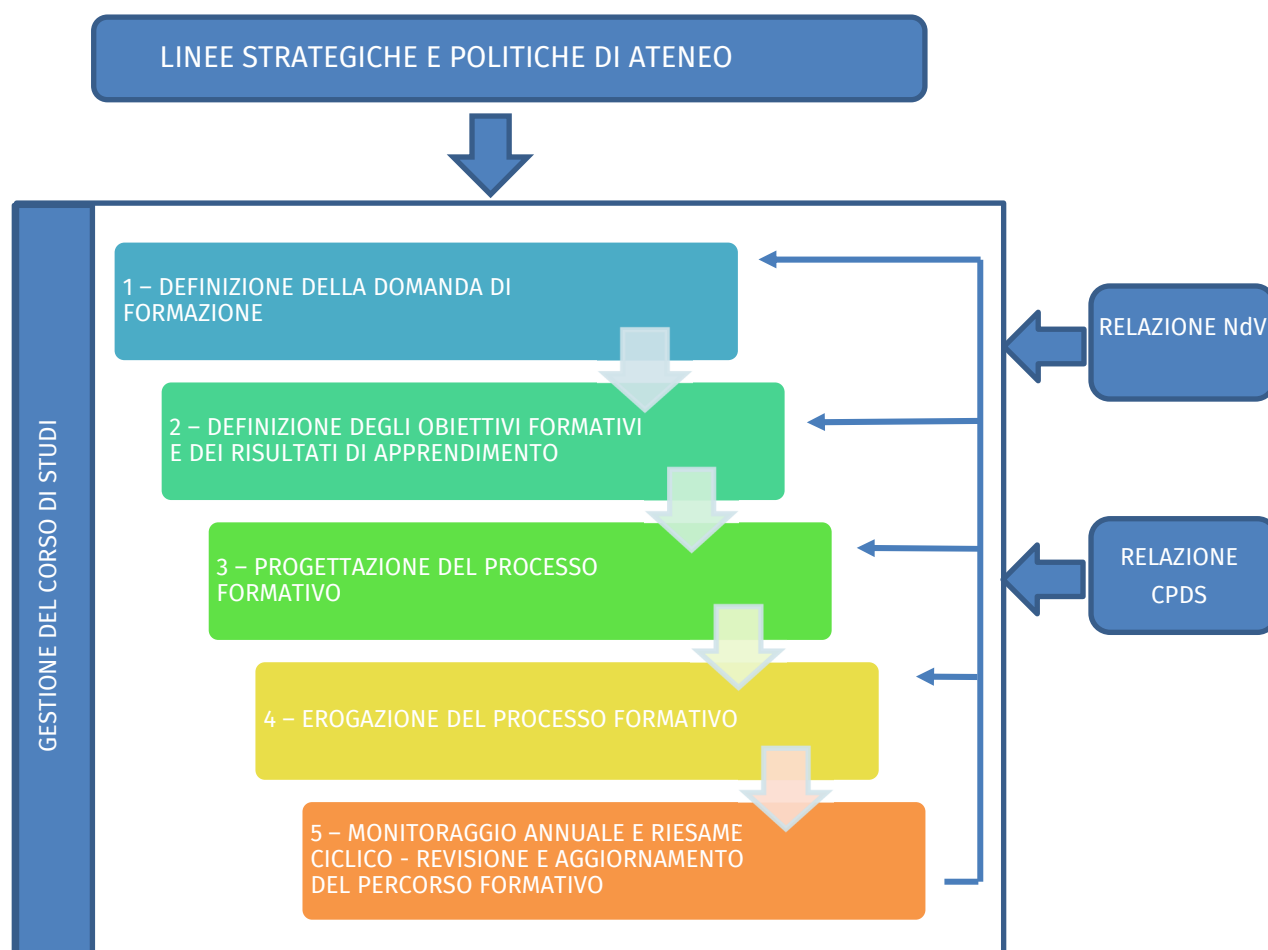 LINEE STRATEGICHE E POLITICHE DI ATENEO
GESTIONE DEL CORSO DI STUDI
1 – DEFINIZIONE DELLA DOMANDA DI
FORMAZIONE
2 – DEFINIZIONE DEGLI OBIETTIVI FORMATIVI
E DEI RISULTATI DI APPRENDIMENTO
3 – PROGETTAZIONE DEL PROCESSO
FORMATIVO
4 – EROGAZIONE DEL PROCESSO FORMATIVO
5 – MONITORAGGIO ANNUALE E RIESAME
CICLICO - REVISIONE E AGGIORNAMENTO
DEL PERCORSO FORMATIVO
RELAZIONE NdV
RELAZIONE
CPDS